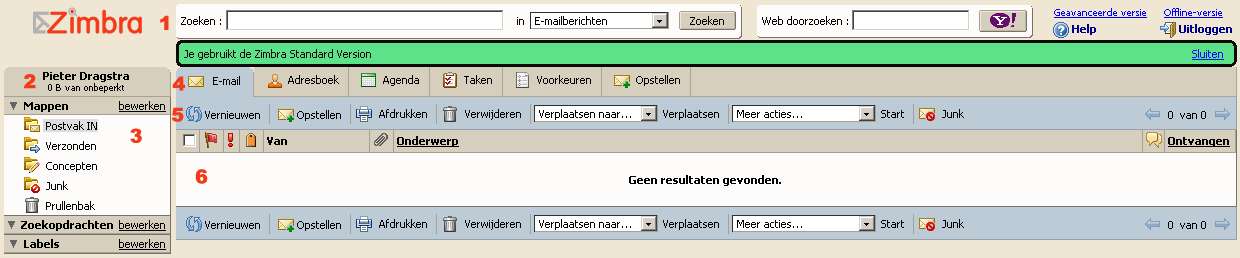 Zimbra 1 Zoeken : in E-mailberichten Zoeken Web doorzoeken : Y! Geavanceerde versie Offline-versie
Help Uitloggen
Je gebruikt de Zimbra Standard Version Sluiten
2 Pieter Dragstra
0 B van onbeperkt
4 E-mail Adresboek Agenda Taken Voorkeuren Opstellen
Mappen bewerken
5 Vernieuwen Opstellen Afdrukken Verwijderen Verplaatsen naar... Verplaatsen Meer acties... Start Junk 0 van 0
Postvak IN
3
Verzonden
Concepten
Junk
Prullenbak
Van Onderwerp Ontvangen
6
Geen resultaten gevonden.
Zoekopdrachten bewerken
Labels bewerken
Vernieuwen Opstellen Afdrukken Verwijderen Verplaatsen naar... Verplaatsen Meer acties... Start Junk 0 van 0